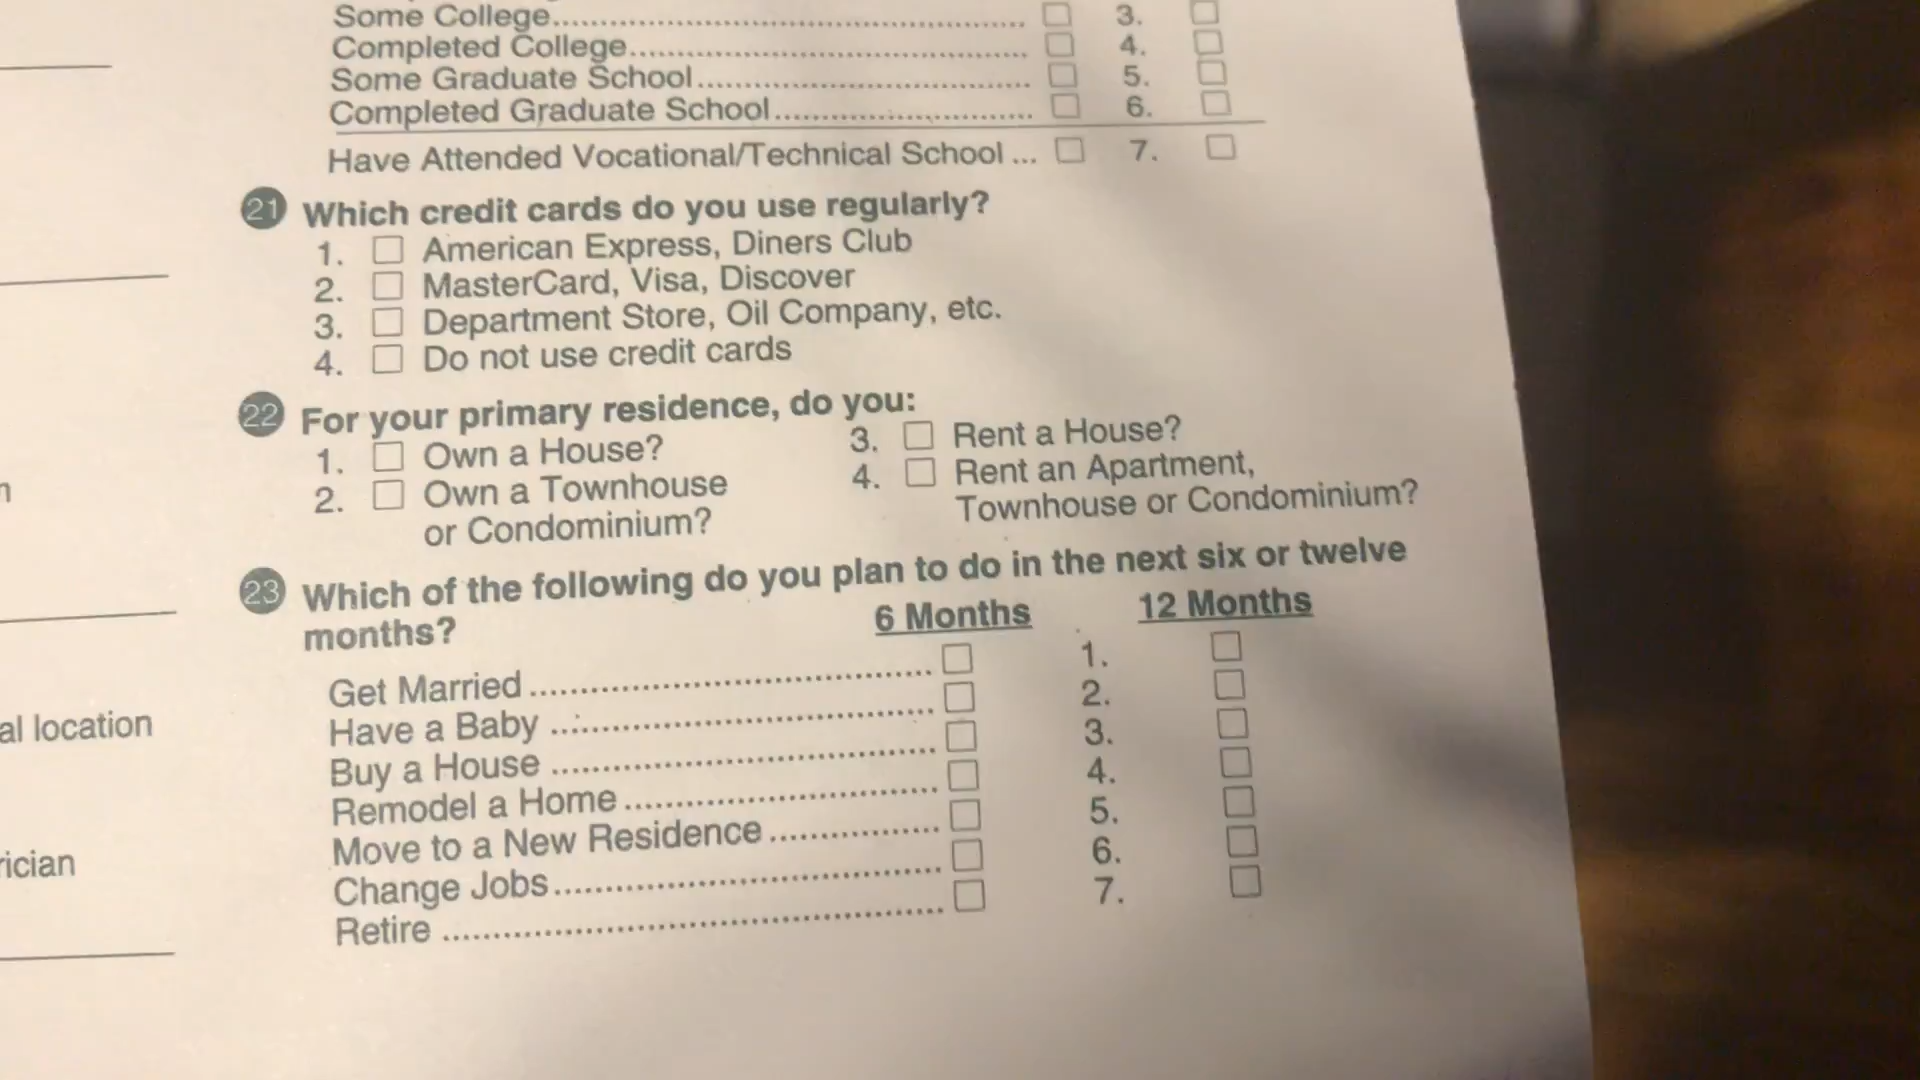 Some College.......... ☐ 3. ☐
Completed College.......... ☐ 4. ☐
Some Graduate School.......... ☐ 5. ☐
Completed Graduate School.......... ☐ 6. ☐
Have Attended Vocational/Technical School ... ☐ 7. ☐
21 Which credit cards do you use regularly?
1. ☐ American Express, Diners Club
2. ☐ MasterCard, Visa, Discover
3. ☐ Department Store, Oil Company, etc.
4. ☐ Do not use credit cards
22 For your primary residence, do you:
1. ☐ Own a House?
2. ☐ Own a Townhouse
or Condominium?
3. ☐ Rent a House?
4. ☐ Rent an Apartment,
Townhouse or Condominium?
23 Which of the following do you plan to do in the next six or twelve
months?
6 Months 12 Months
Get Married .......... ☐ 1. ☐
Have a Baby .......... ☐ 2. ☐
Buy a House .......... ☐ 3. ☐
Remodel a Home .......... ☐ 4. ☐
Move to a New Residence .......... ☐ 5. ☐
Change Jobs.......... ☐ 6. ☐
Retire .......... ☐ 7. ☐
al location
rician